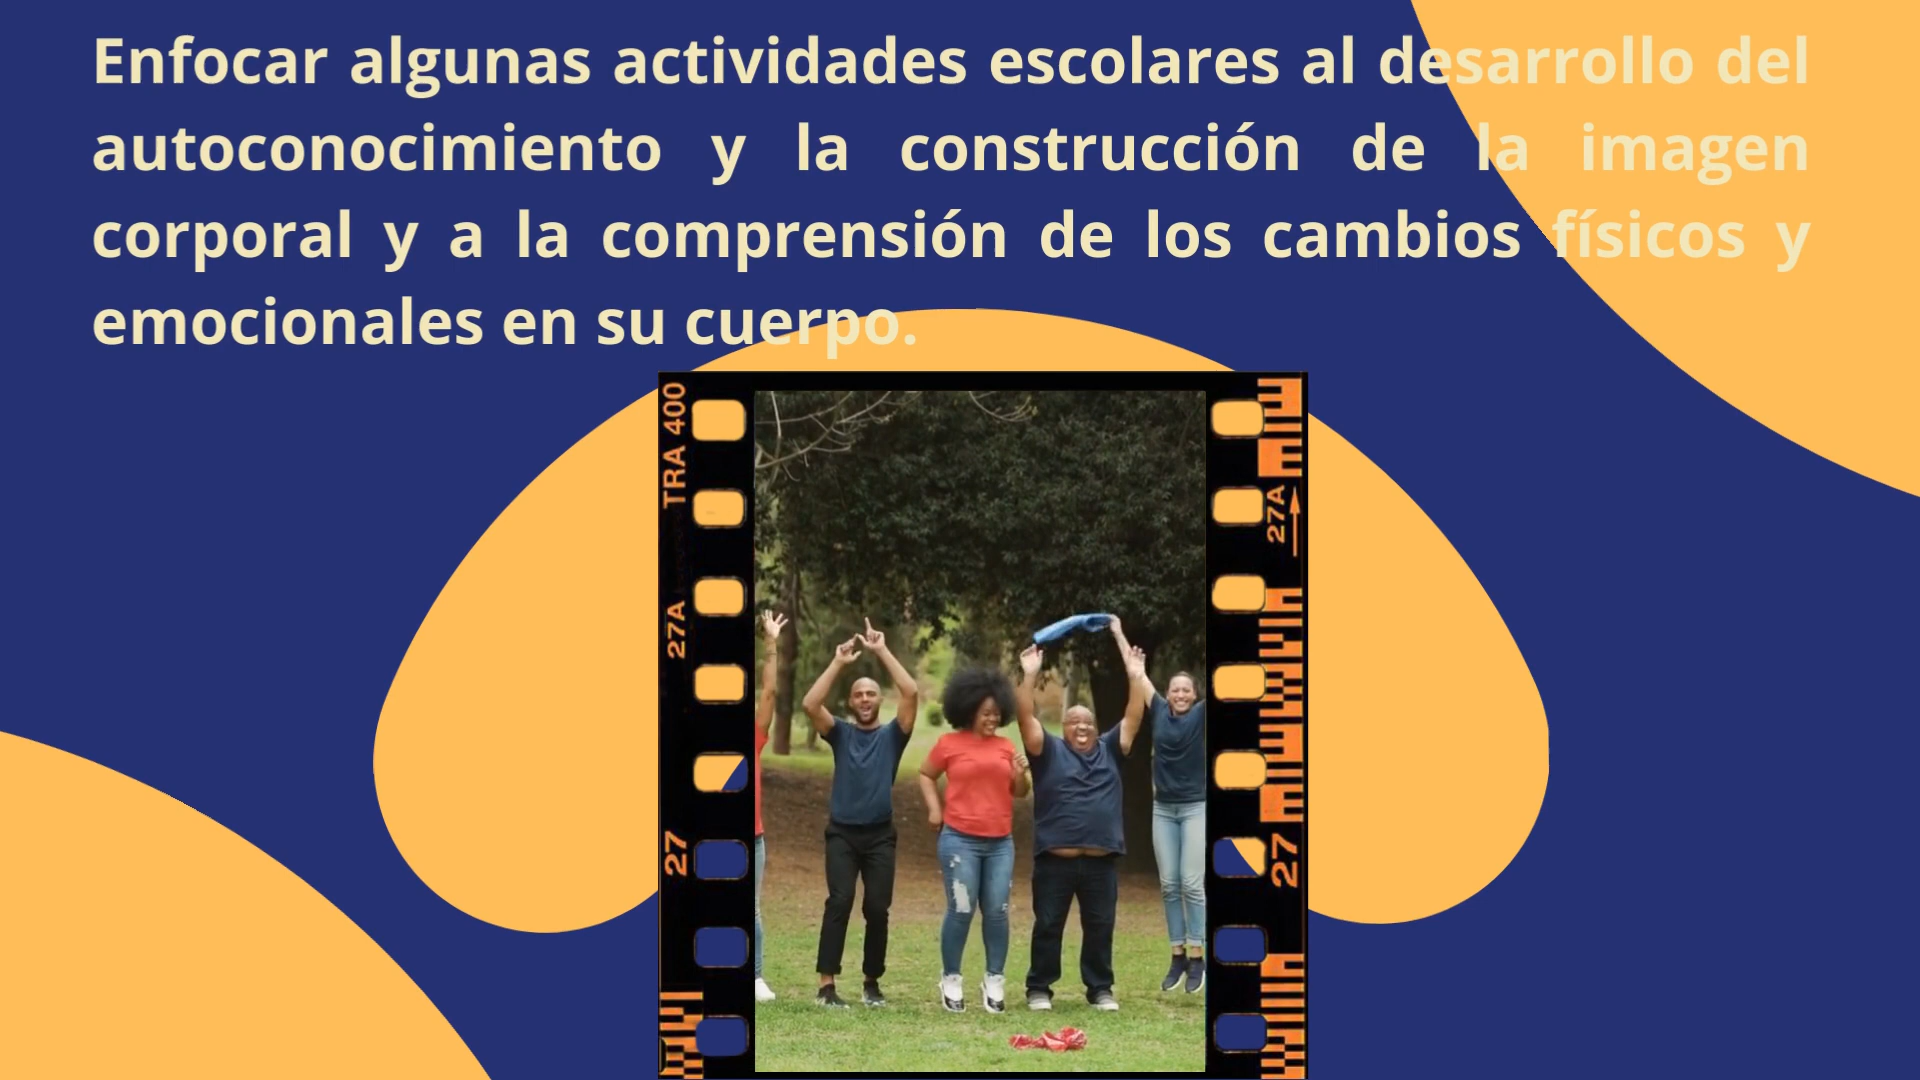 Enfocar algunas actividades escolares al desarrollo del
autoconocimiento y la construcción de la imagen
corporal y a la comprensión de los cambios físicos y
emocionales en su cuerpo.
TRA 400
27A
27A
27
27